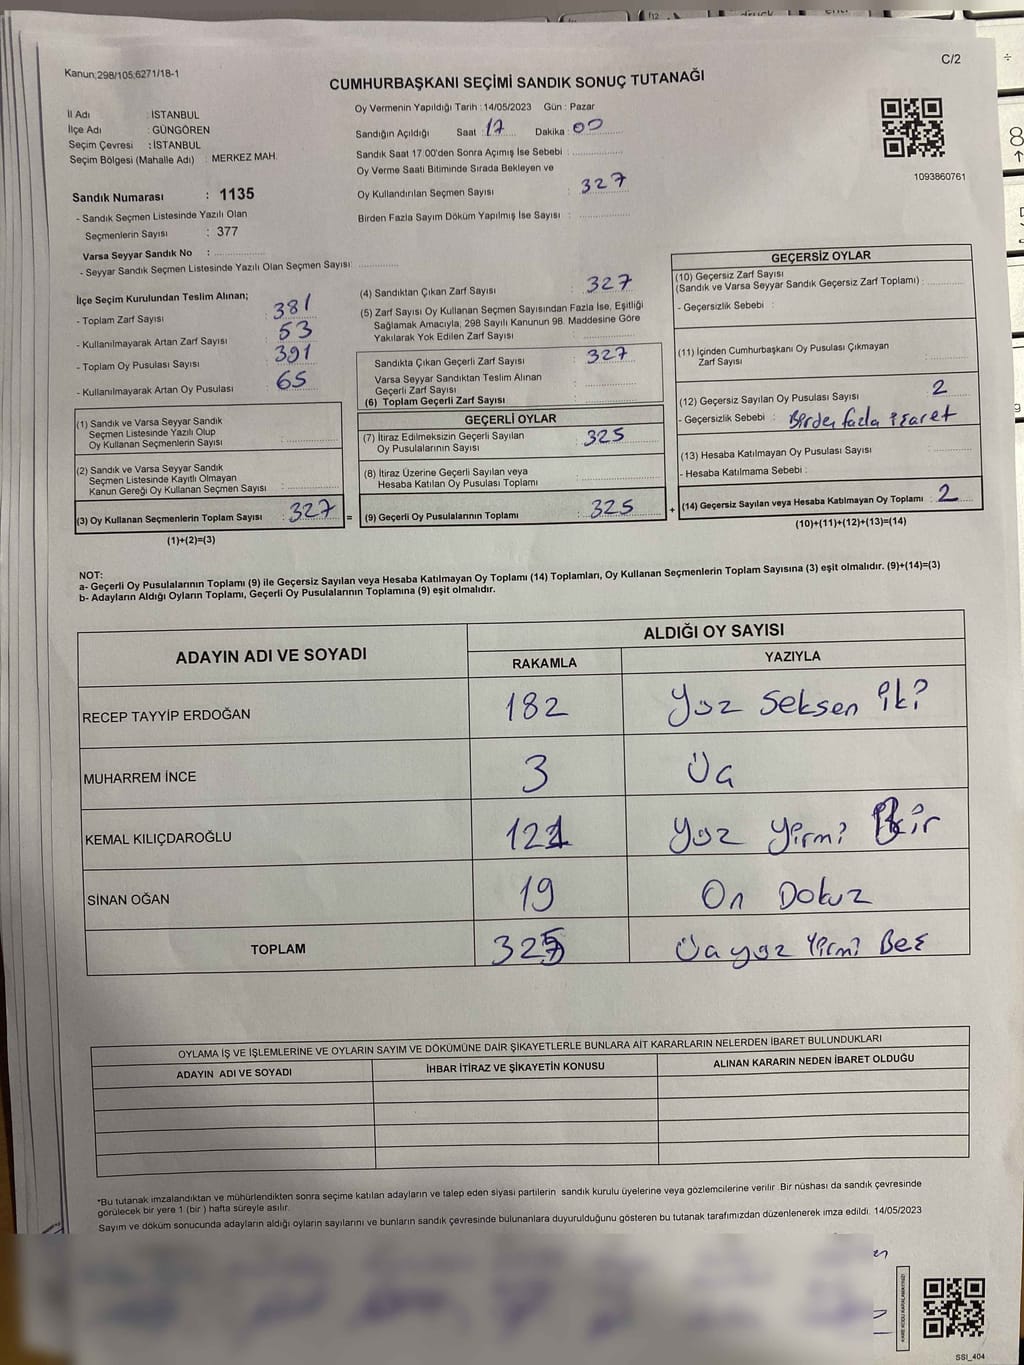 Kanun;298/105,6271/18-1
C/2
CUMHURBAŞKANI SEÇİMİ SANDIK SONUÇ TUTANAĞI
İl Adı : İSTANBUL
İlçe Adı : GÜNGÖREN
Seçim Çevresi : İSTANBUL
Seçim Bölgesi (Mahalle Adı) : MERKEZ MAH.
Sandık Numarası : 1135
- Sandık Seçmen Listesinde Yazılı Olan
Seçmenlerin Sayısı : 377
Varsa Seyyar Sandık No :
- Seyyar Sandık Seçmen Listesinde Yazılı Olan Seçmen Sayısı:
Oy Vermenin Yapıldığı Tarih :14/05/2023 Gün : Pazar
Sandığın Açıldığı Saat : 17 Dakika : 00
Sandık Saat 17:00'den Sonra Açımış İse Sebebi :
Oy Verme Saati Bitiminde Sırada Bekleyen ve
Oy Kullandırılan Seçmen Sayısı : 327
Birden Fazla Sayım Döküm Yapılmış İse Sayısı :
1093860761
İlçe Seçim Kurulundan Teslim Alınan;
- Toplam Zarf Sayısı : 381
- Kullanılmayarak Artan Zarf Sayısı : 53
- Toplam Oy Pusulası Sayısı : 391
- Kullanılmayarak Artan Oy Pusulası : 65
(1) Sandık ve Varsa Seyyar Sandık
Seçmen Listesinde Yazılı Olup
Oy Kullanan Seçmenlerin Sayısı :
(2) Sandık ve Varsa Seyyar Sandık
Seçmen Listesinde Kayıtlı Olmayan
Kanun Gereği Oy Kullanan Seçmen Sayısı :
(3) Oy Kullanan Seçmenlerin Toplam Sayısı : 327 =
(1)+(2)=(3)
(4) Sandıktan Çıkan Zarf Sayısı : 327
(5) Zarf Sayısı Oy Kullanan Seçmen Sayısından Fazla İse, Eşitliği
Sağlamak Amacıyla, 298 Sayılı Kanunun 98. Maddesine Göre
Yakılarak Yok Edilen Zarf Sayısı :
Sandıkta Çıkan Geçerli Zarf Sayısı : 327
Varsa Seyyar Sandıktan Teslim Alınan
Geçerli Zarf Sayısı :
(6) Toplam Geçerli Zarf Sayısı :
GEÇERLİ OYLAR
(7) İtiraz Edilmeksizin Geçerli Sayılan
Oy Pusulalarının Sayısı : 325
(8) İtiraz Üzerine Geçerli Sayılan veya
Hesaba Katılan Oy Pusulası Toplamı :
(9) Geçerli Oy Pusulalarının Toplamı : 325 +
GEÇERSİZ OYLAR
(10) Geçersiz Zarf Sayısı
(Sandık ve Varsa Seyyar Sandık Geçersiz Zarf Toplamı) :
- Geçersizlik Sebebi :
(11) İçinden Cumhurbaşkanı Oy Pusulası Çıkmayan
Zarf Sayısı :
(12) Geçersiz Sayılan Oy Pusulası Sayısı : 2
- Geçersizlik Sebebi : Birden fazla işaret
(13) Hesaba Katılmayan Oy Pusulası Sayısı :
- Hesaba Katılmama Sebebi :
(14) Geçersiz Sayılan veya Hesaba Katılmayan Oy Toplamı : 2
(10)+(11)+(12)+(13)=(14)
NOT:
a- Geçerli Oy Pusulalarının Toplamı (9) ile Geçersiz Sayılan veya Hesaba Katılmayan Oy Toplamı (14) Toplamları, Oy Kullanan Seçmenlerin Toplam Sayısına (3) eşit olmalıdır. (9)+(14)=(3)
b- Adayların Aldığı Oyların Toplamı, Geçerli Oy Pusulalarının Toplamına (9) eşit olmalıdır.
ADAYIN ADI VE SOYADI
ALDIĞI OY SAYISI
RAKAMLA YAZIYLA
RECEP TAYYİP ERDOĞAN 182 Yüz Seksen iki
MUHARREM İNCE 3 Üç
KEMAL KILIÇDAROĞLU 121 Yüz Yirmi Bir
SİNAN OĞAN 19 On Dokuz
TOPLAM 325 Üç yüz Yirmi Beş
OYLAMA İŞ VE İŞLEMLERİNE VE OYLARIN SAYIM VE DÖKÜMÜNE DAİR ŞİKAYETLERLE BUNLARA AİT KARARLARIN NELERDEN İBARET BULUNDUKLARI
ADAYIN ADI VE SOYADI İHBAR İTİRAZ VE ŞİKAYETİN KONUSU ALINAN KARARIN NEDEN İBARET OLDUĞU
*Bu tutanak imzalandıktan ve mühürlendikten sonra seçime katılan adayların ve talep eden siyasi partilerin sandık kurulu üyelerine veya gözlemcilerine verilir. Bir nüshası da sandık çevresinde
görülecek bir yere 1 (bir ) hafta süreyle asılır.
Sayım ve döküm sonucunda adayların aldığı oyların sayılarını ve bunların sandık çevresinde bulunanlara duyurulduğunu gösteren bu tutanak tarafımızdan düzenlenerek imza edildi. 14/05/2023
KARE KODU KARALAMAYINIZ!
SSI_404